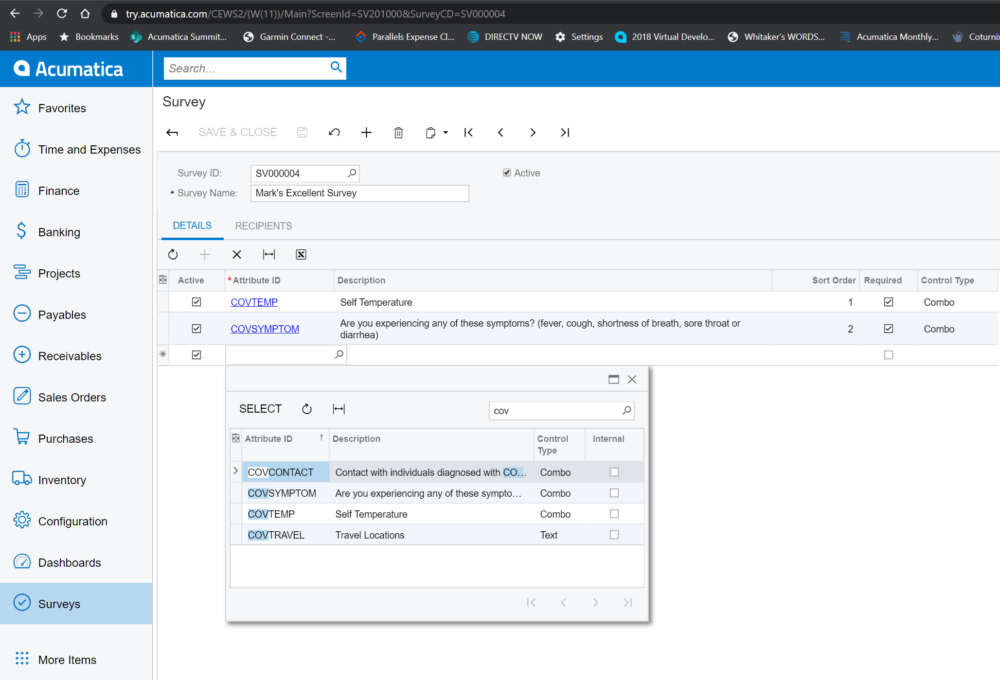 try.acumatica.com/CEWS2/(W(11))/Main?ScreenId=SV201000&SurveyCD=SV000004
Apps Bookmarks Acumatica Summit... Garmin Connect -... Parallels Expense Cl... DIRECTV NOW Settings 2018 Virtual Develo... Whitaker's WORDS... Acumatica Monthly... Coturnix
Acumatica
Search...
Favorites
Time and Expenses
Finance
Banking
Projects
Payables
Receivables
Sales Orders
Purchases
Inventory
Configuration
Dashboards
Surveys
More Items
Survey
SAVE & CLOSE
Survey ID: SV000004 Active
* Survey Name: Mark's Excellent Survey
DETAILS RECIPIENTS
Active * Attribute ID Description Sort Order Required Control Type
COVTEMP Self Temperature 1 Combo
COVSYMPTOM Are you experiencing any of these symptoms? (fever, cough, shortness of breath, sore throat or
diarrhea) 2 Combo
SELECT cov
Attribute ID Description Control
Type Internal
COVCONTACT Contact with individuals diagnosed with CO... Combo
COVSYMPTOM Are you experiencing any of these sympto... Combo
COVTEMP Self Temperature Combo
COVTRAVEL Travel Locations Text